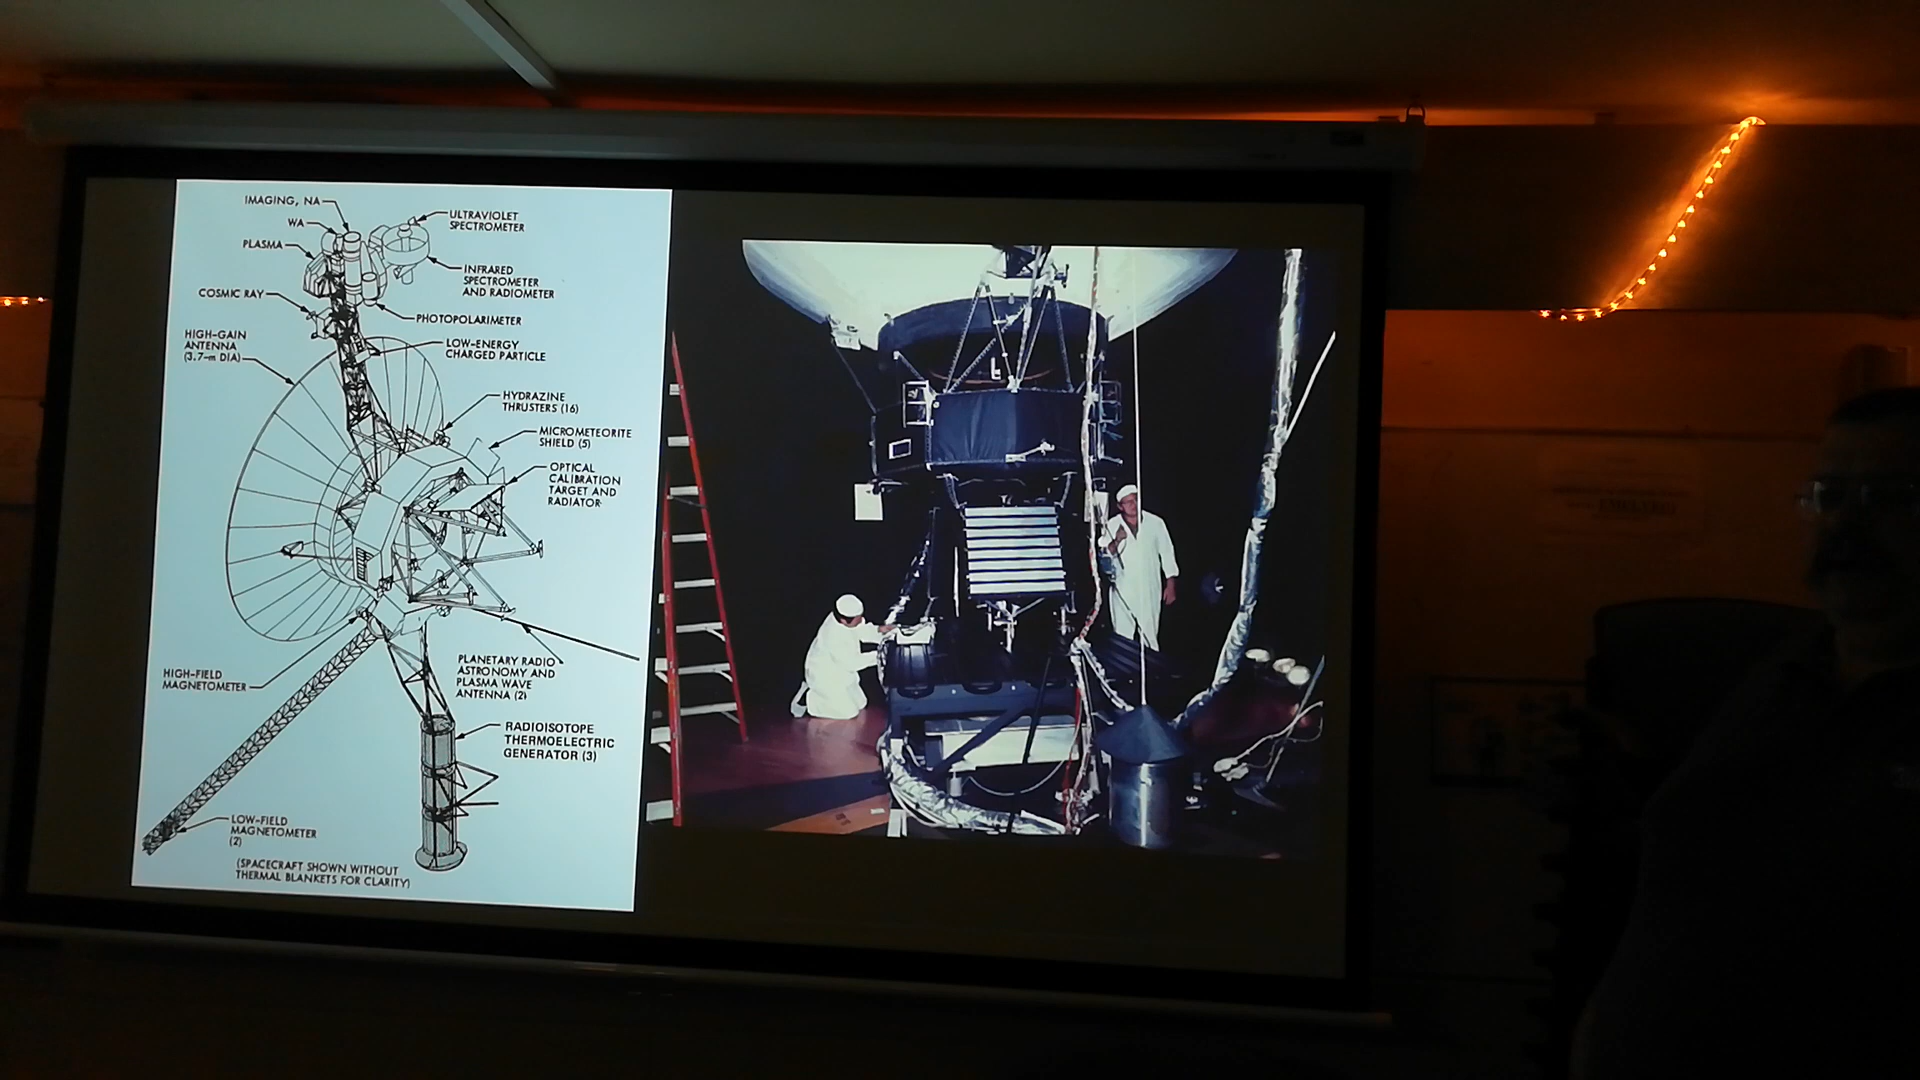 IMAGING, NA
WA
PLASMA
COSMIC RAY
HIGH-GAIN
ANTENNA
(3.7-m DIA)
ULTRAVIOLET
SPECTROMETER
INFRARED
SPECTROMETER
AND RADIOMETER
PHOTOPOLARIMETER
LOW-ENERGY
CHARGED PARTICLE
HYDRAZINE
THRUSTERS (16)
MICROMETEORITE
SHIELD (5)
OPTICAL
CALIBRATION
TARGET AND
RADIATOR
HIGH-FIELD
MAGNETOMETER
PLANETARY RADIO
ASTRONOMY AND
PLASMA WAVE
ANTENNA (2)
RADIOISOTOPE
THERMOELECTRIC
GENERATOR (3)
LOW-FIELD
MAGNETOMETER
(2)
(SPACECRAFT SHOWN WITHOUT
THERMAL BLANKETS FOR CLARITY)